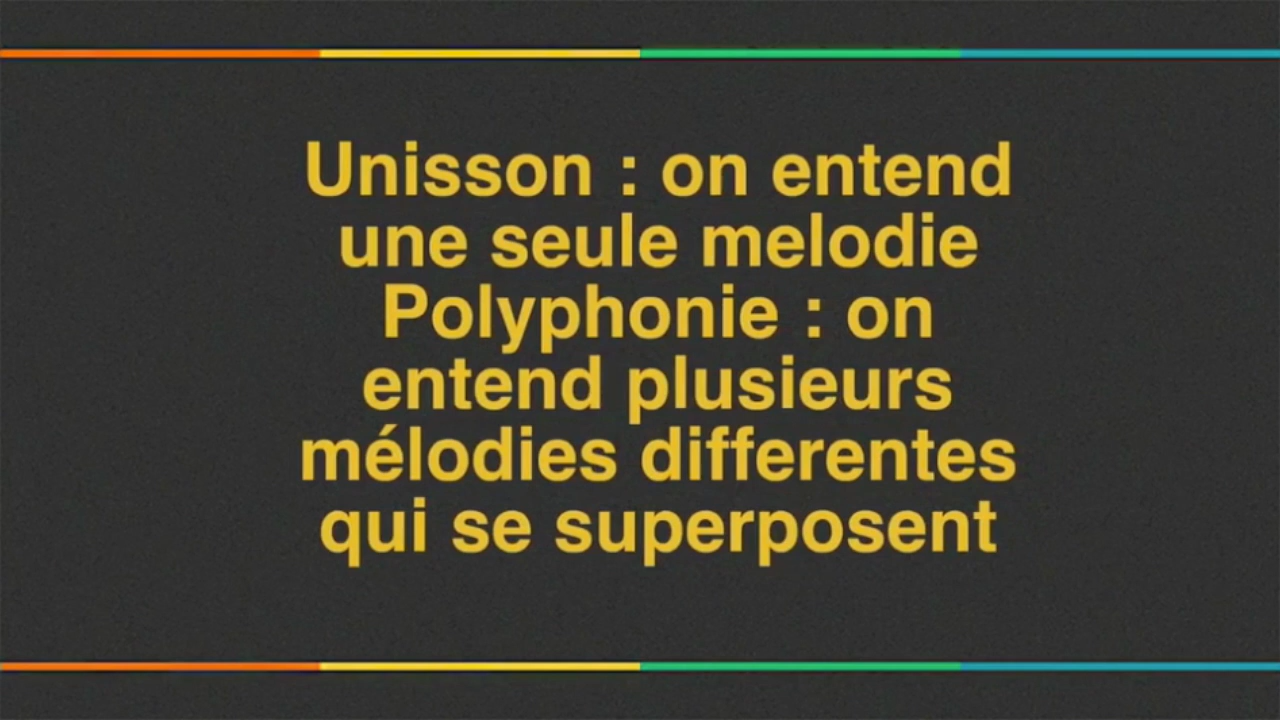 Unisson : on entend
une seule melodie
Polyphonie : on
entend plusieurs
mélodies differentes
qui se superposent